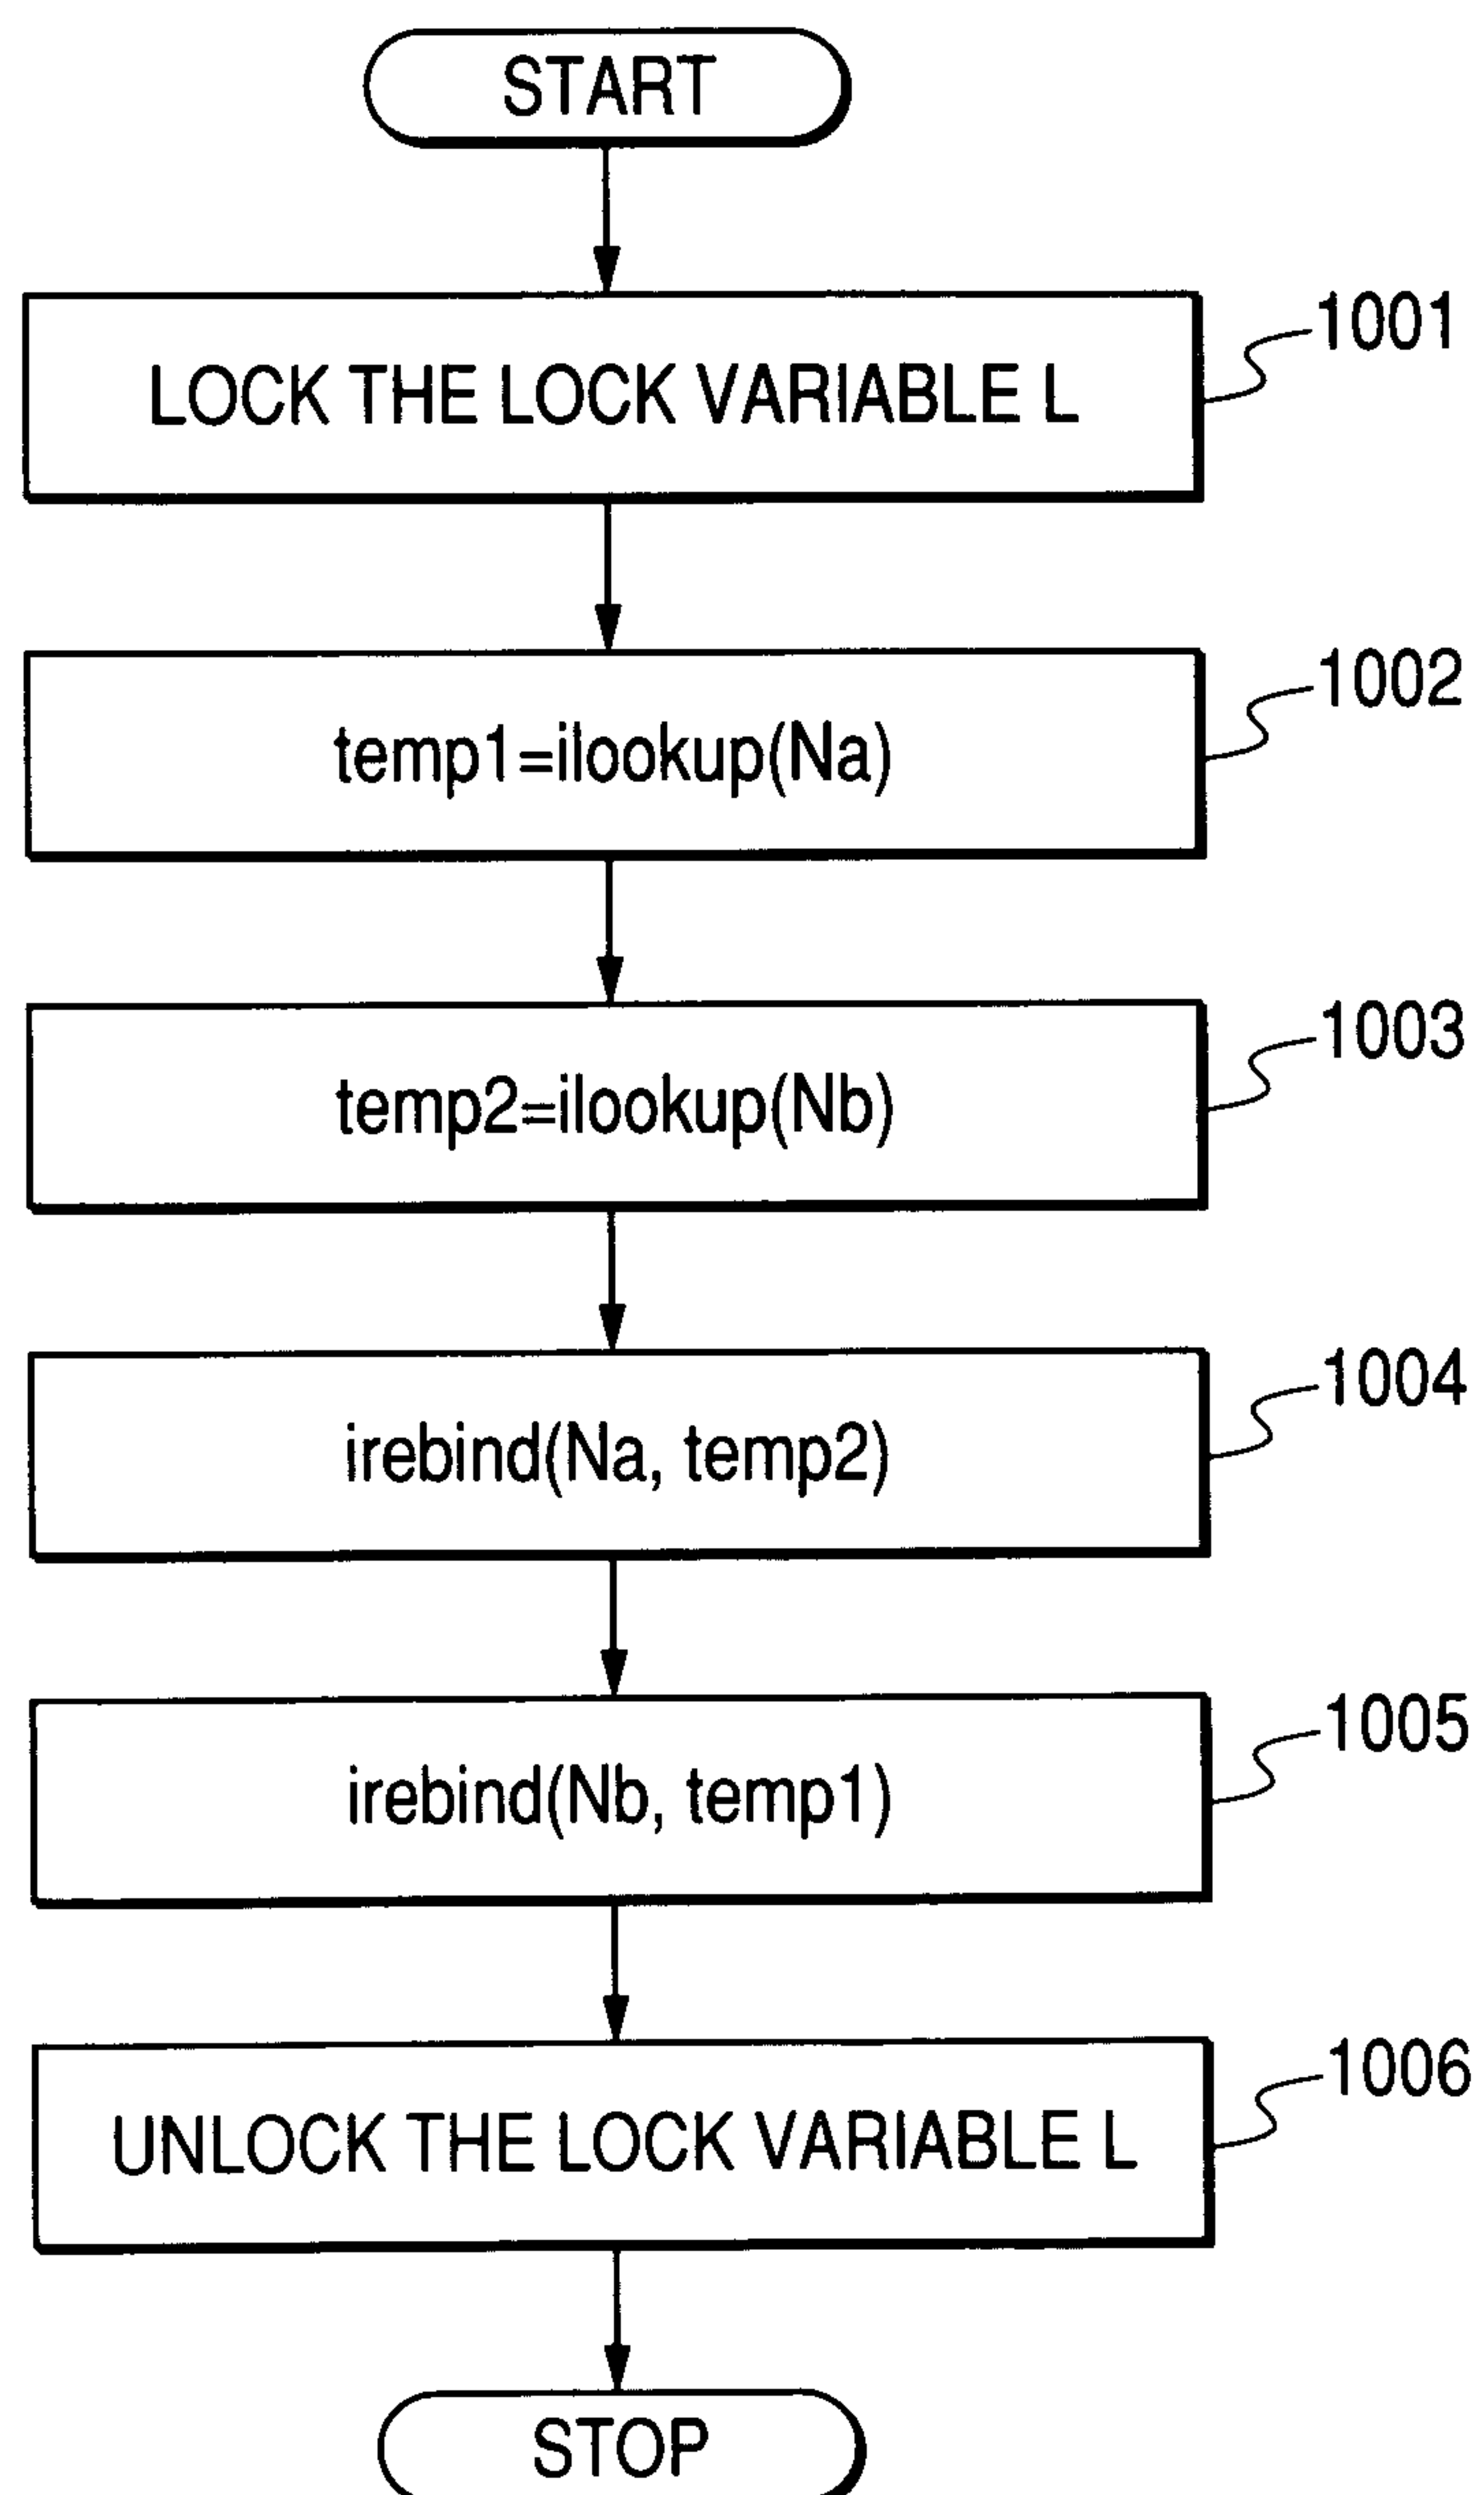 START
LOCK THE LOCK VARIABLE L
1001
temp1=ilookup(Na)
1002
temp2=ilookup(Nb)
1003
irebind(Na, temp2)
1004
irebind(Nb, temp1)
1005
UNLOCK THE LOCK VARIABLE L
1006
STOP